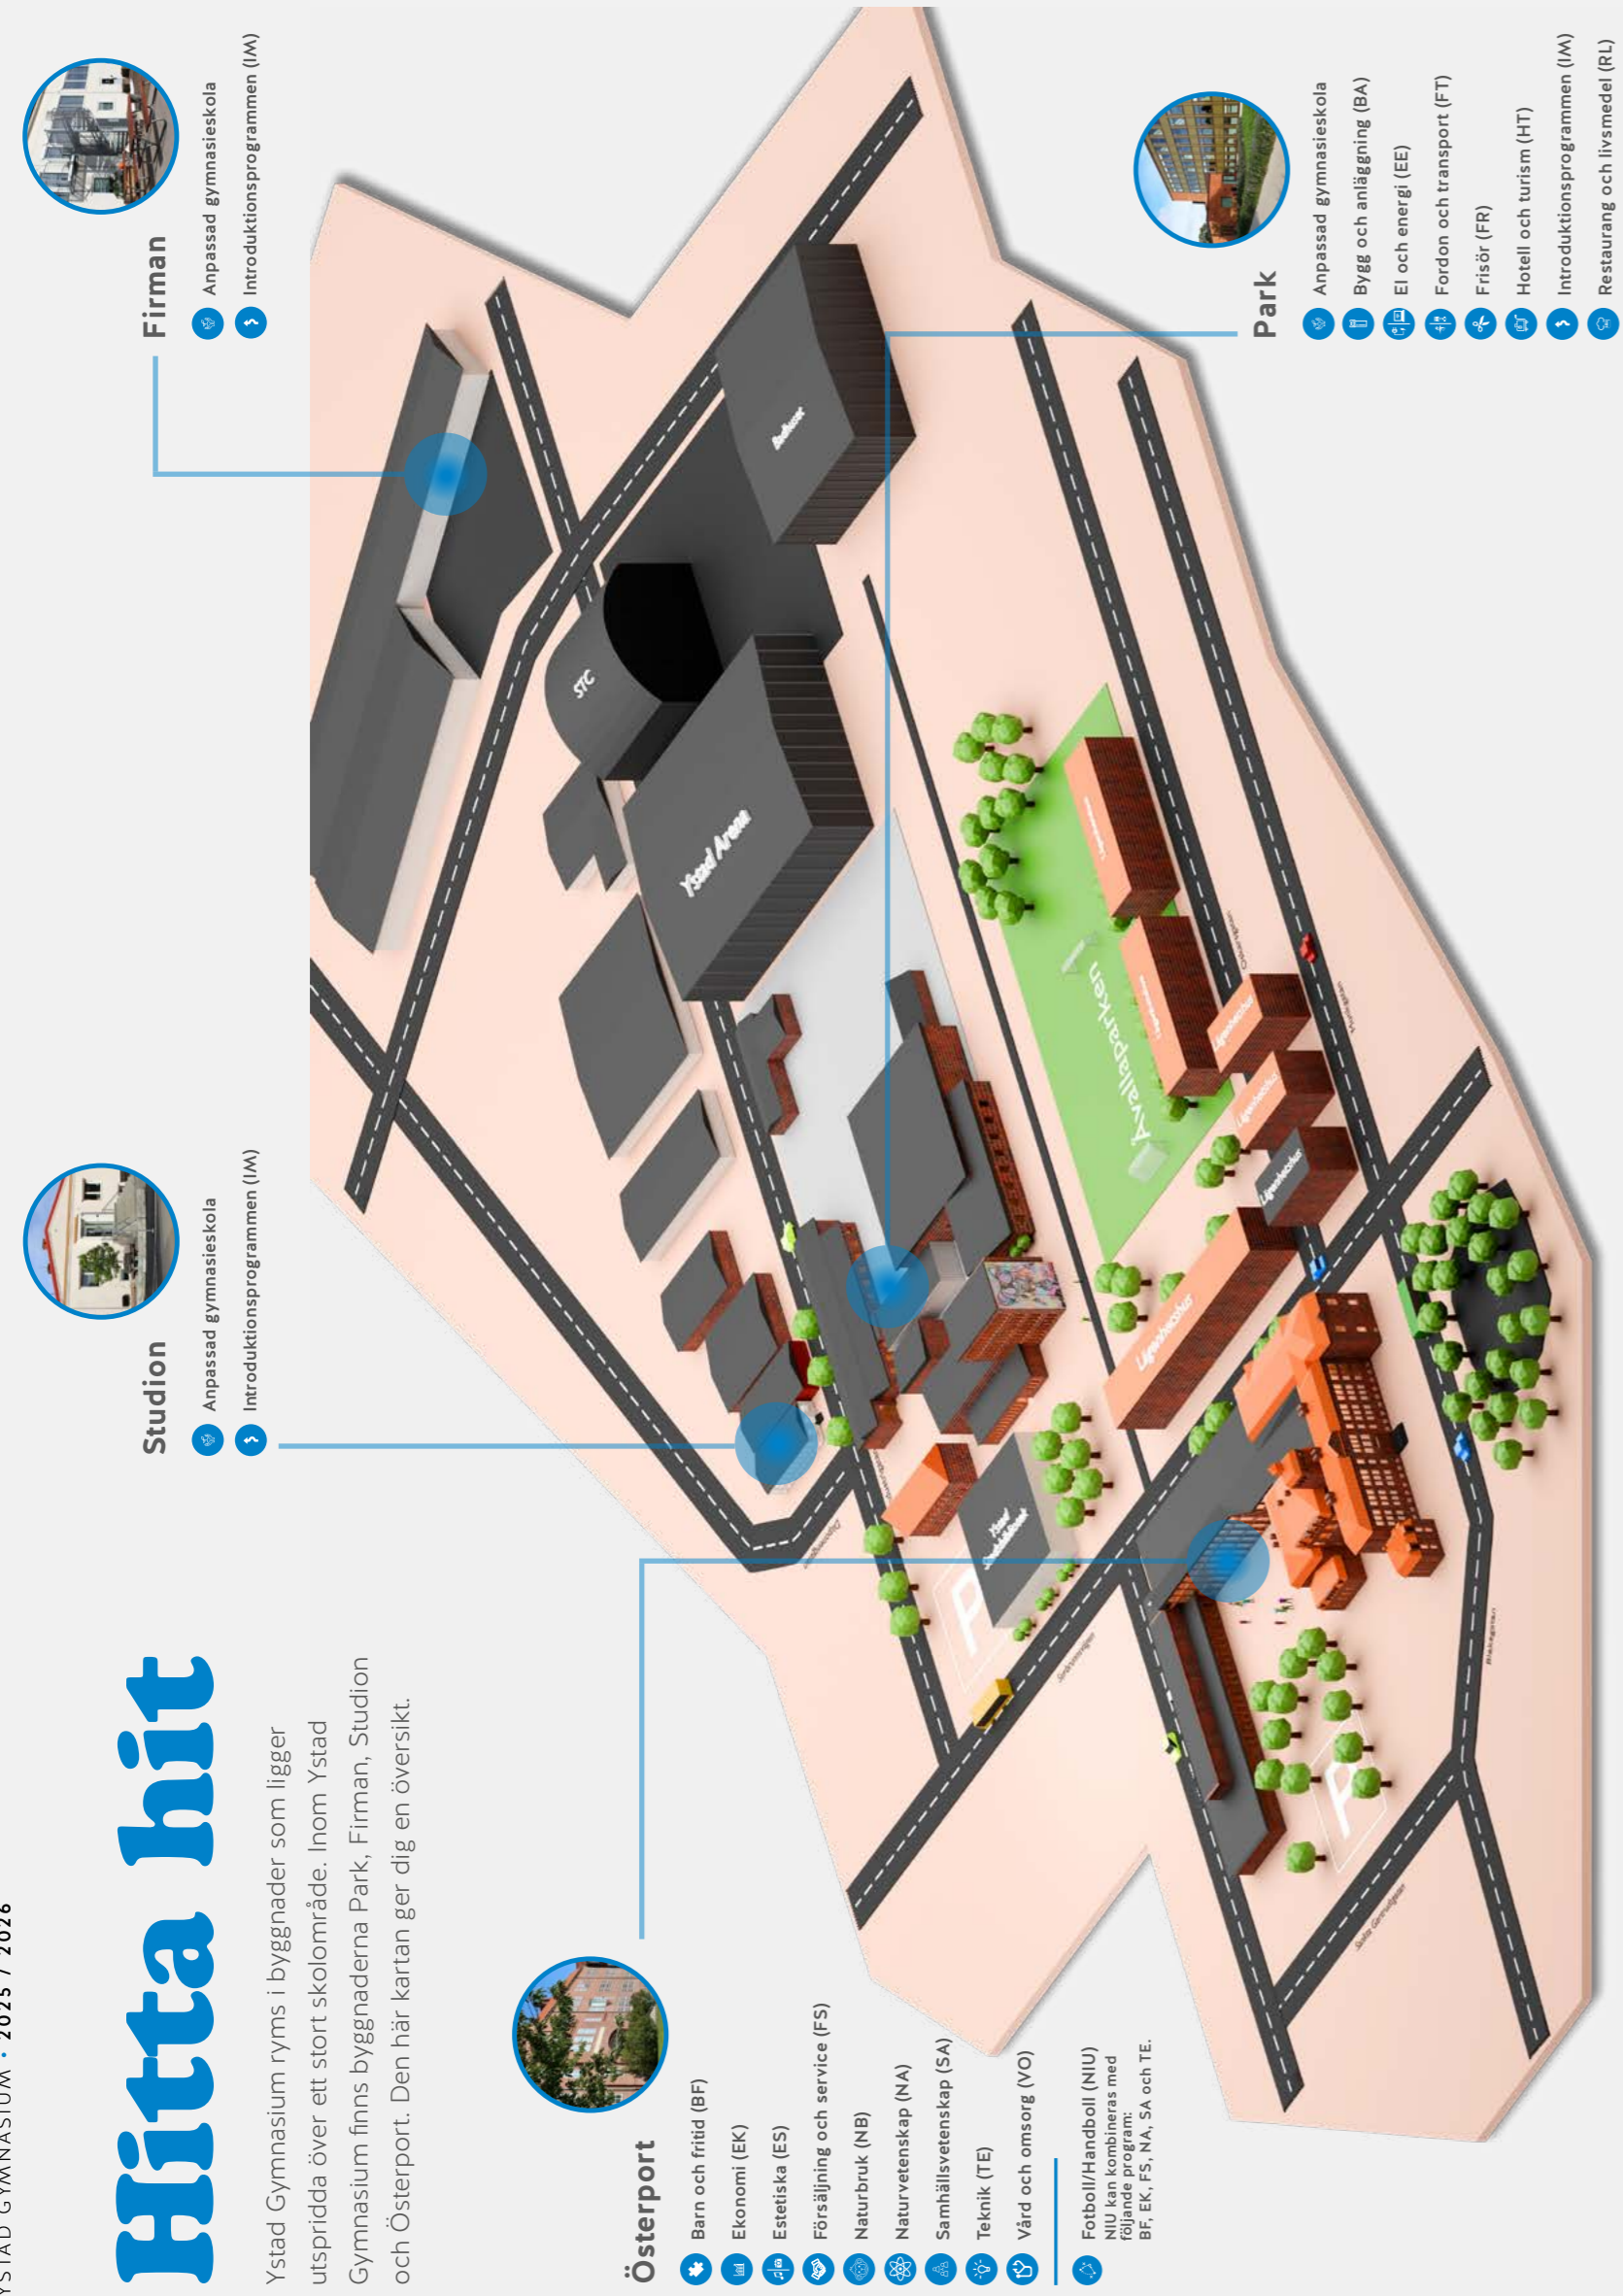 YSTAD GYMNASIUM • 2025 / 2026
Hitta hit
Ystad Gymnasium ryms i byggnader som ligger
utspridda över ett stort skolområde. Inom Ystad
Gymnasium finns byggnaderna Park, Firman, Studion
och Österport. Den här kartan ger dig en översikt.
Studion
Anpassad gymnasieskola
Introduktionsprogrammen (IM)
Firman
Anpassad gymnasieskola
Introduktionsprogrammen (IM)
Österport
Barn och fritid (BF)
Ekonomi (EK)
Estetiska (ES)
Försäljning och service (FS)
Naturbruk (NB)
Naturvetenskap (NA)
Samhällsvetenskap (SA)
Teknik (TE)
Vård och omsorg (VO)
Fotboll/Handboll (NIU)
NIU kan kombineras med
följande program:
BF, EK, FS, NA, SA och TE.
Park
Anpassad gymnasieskola
Bygg och anläggning (BA)
El och energi (EE)
Fordon och transport (FT)
Frisör (FR)
Hotell och turism (HT)
Introduktionsprogrammen (IM)
Restaurang och livsmedel (RL)
STC
Badhuset
Ystad Arena
Ystad
P
Surbrunnsvägen
Lägenhetshus
Lägenhetshus
Lägenhetshus
Lägenhetshus
Åvallaparken
P
Sankta Gertrudsgatan
Blekegatan